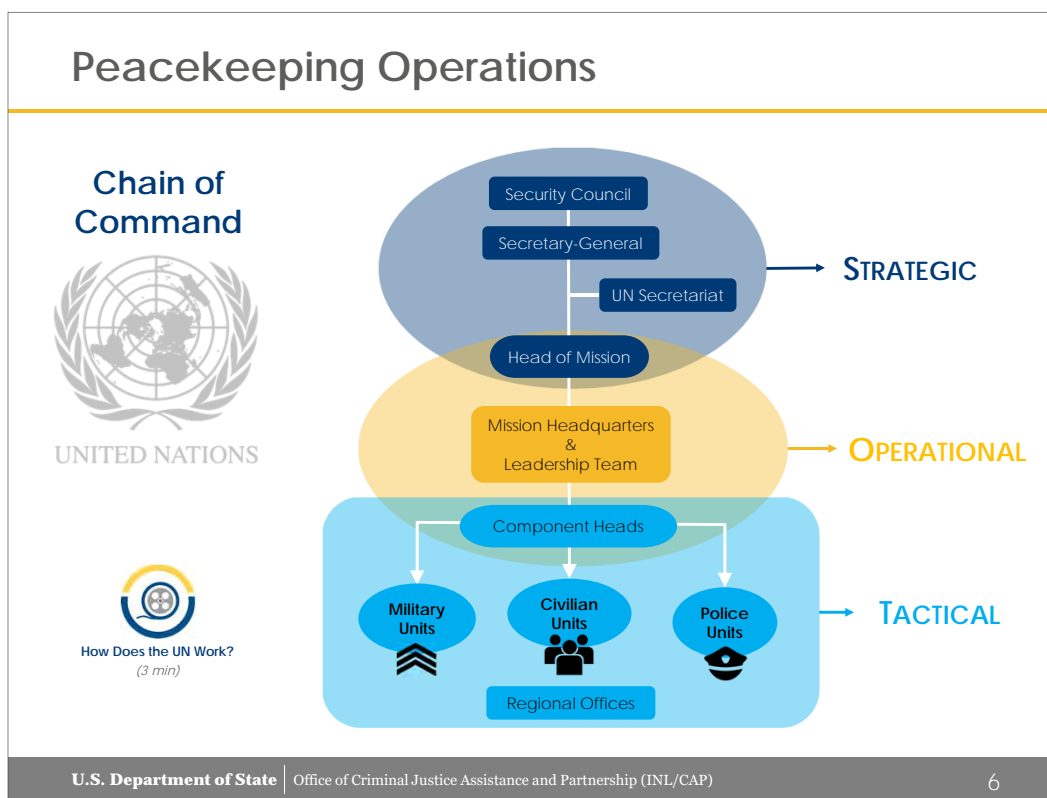 Peacekeeping Operations
Chain of
Command
UNITED NATIONS
How Does the UN Work?
(3 min)
Security Council
Secretary-General
UN Secretariat
Head of Mission
STRATEGIC
Mission Headquarters
&
Leadership Team
OPERATIONAL
Component Heads
Military
Units
Civilian
Units
Police
Units
TACTICAL
Regional Offices
U.S. Department of State | Office of Criminal Justice Assistance and Partnership (INL/CAP)
6